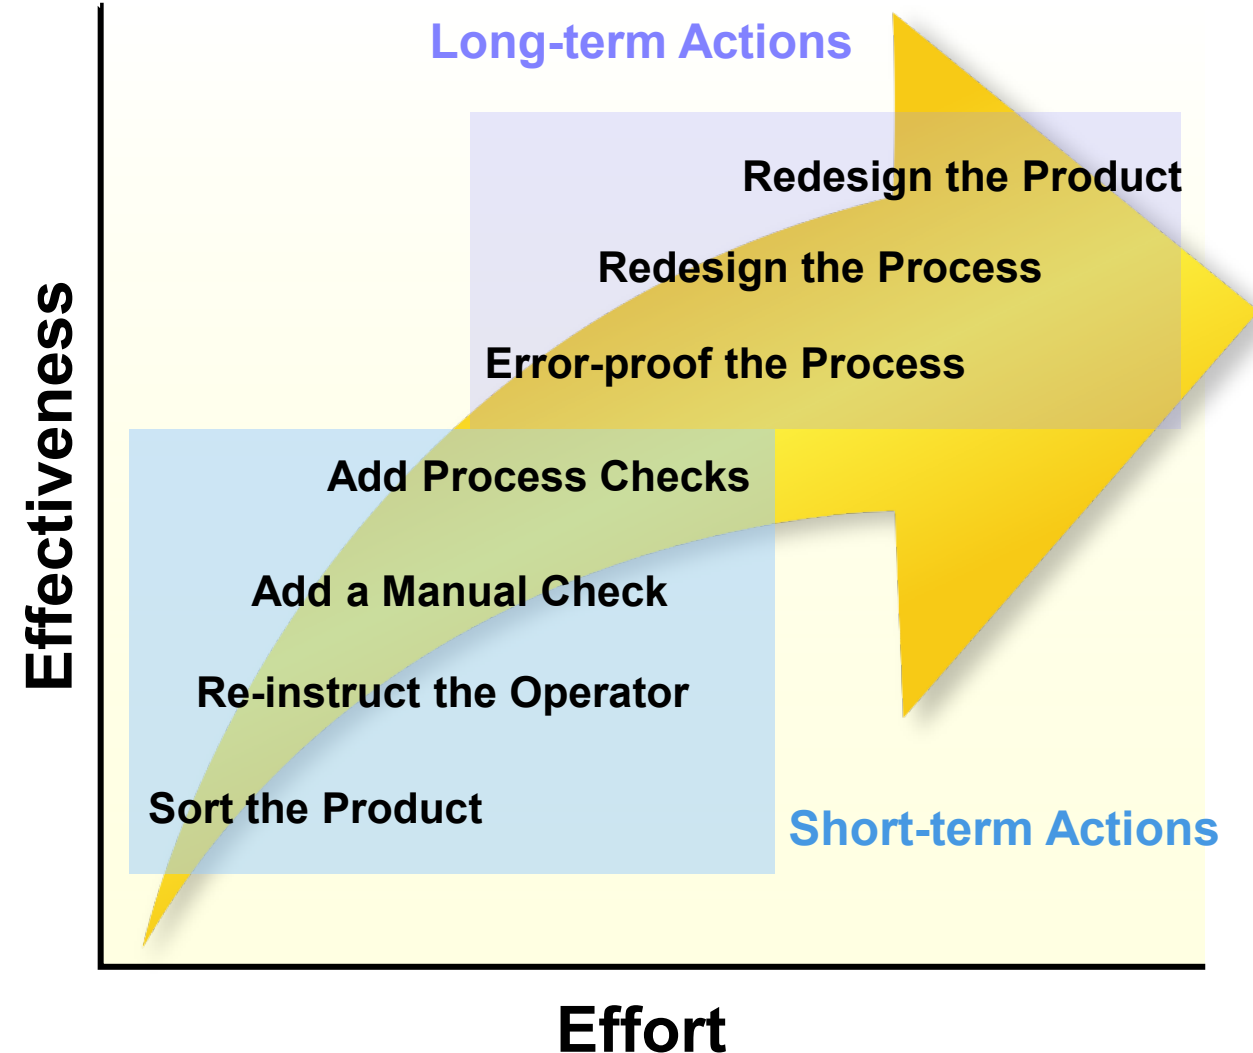 Long-term Actions
Redesign the Product
Redesign the Process
Error-proof the Process
Add Process Checks
Add a Manual Check
Re-instruct the Operator
Sort the Product
Short-term Actions
Effectiveness
Effort